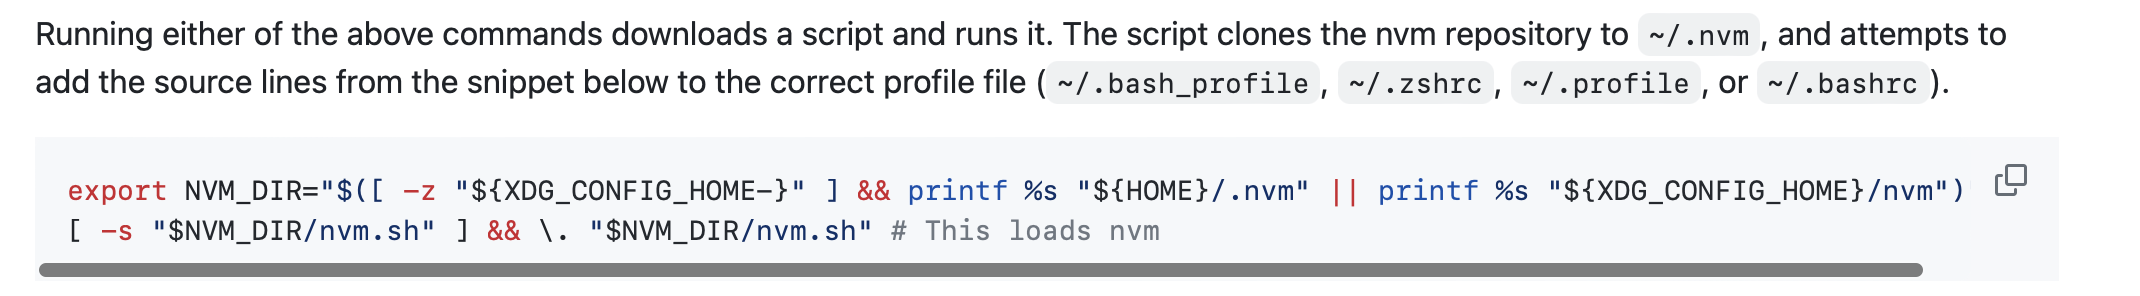 Running either of the above commands downloads a script and runs it. The script clones the nvm repository to ~/.nvm, and attempts to
add the source lines from the snippet below to the correct profile file (~/.bash_profile, ~/.zshrc, ~/.profile, or ~/.bashrc).
export NVM_DIR="$([ -z "${XDG_CONFIG_HOME-}" ] && printf %s "${HOME}/.nvm" || printf %s "${XDG_CONFIG_HOME}/nvm")
[ -s "$NVM_DIR/nvm.sh" ] && \. "$NVM_DIR/nvm.sh" # This loads nvm